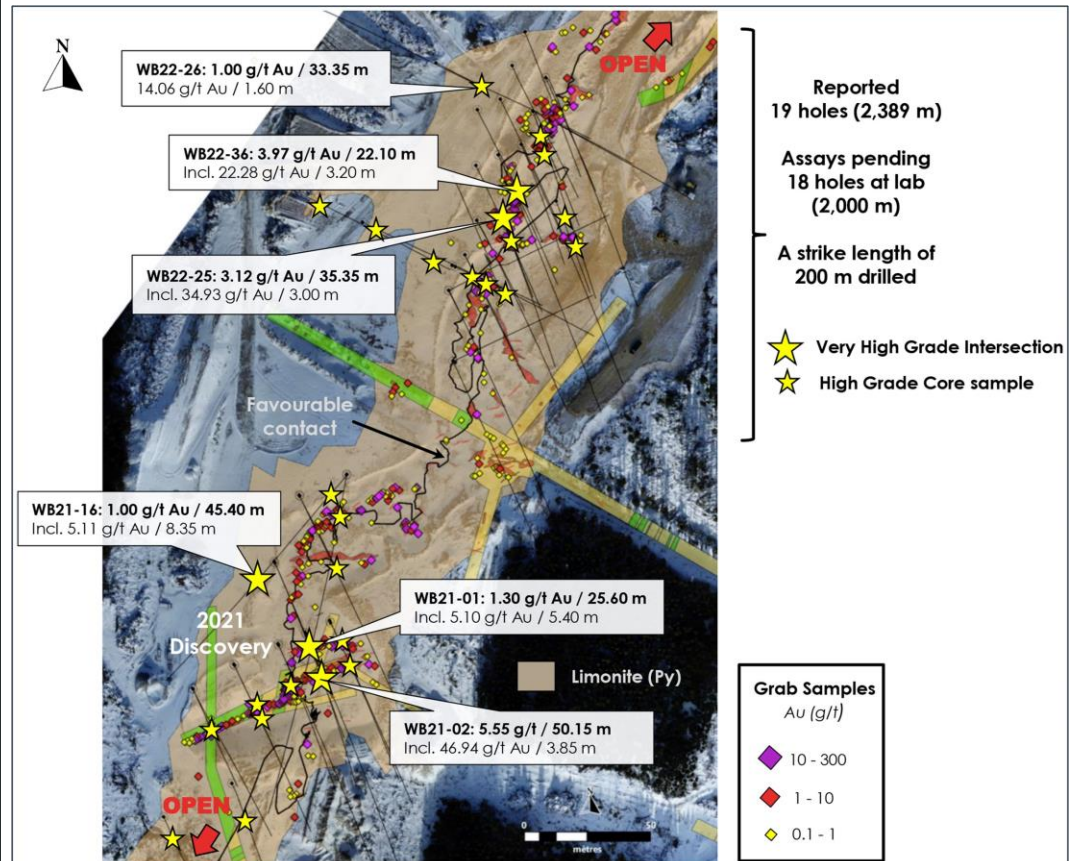 N
OPEN
WB22-26: 1.00 g/t Au / 33.35 m
14.06 g/t Au / 1.60 m
WB22-36: 3.97 g/t Au / 22.10 m
Incl. 22.28 g/t Au / 3.20 m
WB22-25: 3.12 g/t Au / 35.35 m
Incl. 34.93 g/t Au / 3.00 m
Favourable
contact
WB21-16: 1.00 g/t Au / 45.40 m
Incl. 5.11 g/t Au / 8.35 m
2021
Discovery
WB21-01: 1.30 g/t Au / 25.60 m
Incl. 5.10 g/t Au / 5.40 m
Limonite (Py)
WB21-02: 5.55 g/t / 50.15 m
Incl. 46.94 g/t Au / 3.85 m
OPEN
0 50
mètres
Reported
19 holes (2,389 m)
Assays pending
18 holes at lab
(2,000 m)
A strike length of
200 m drilled
Very High Grade Intersection
High Grade Core sample
Grab Samples
Au (g/t)
10 - 300
1 - 10
0.1 - 1